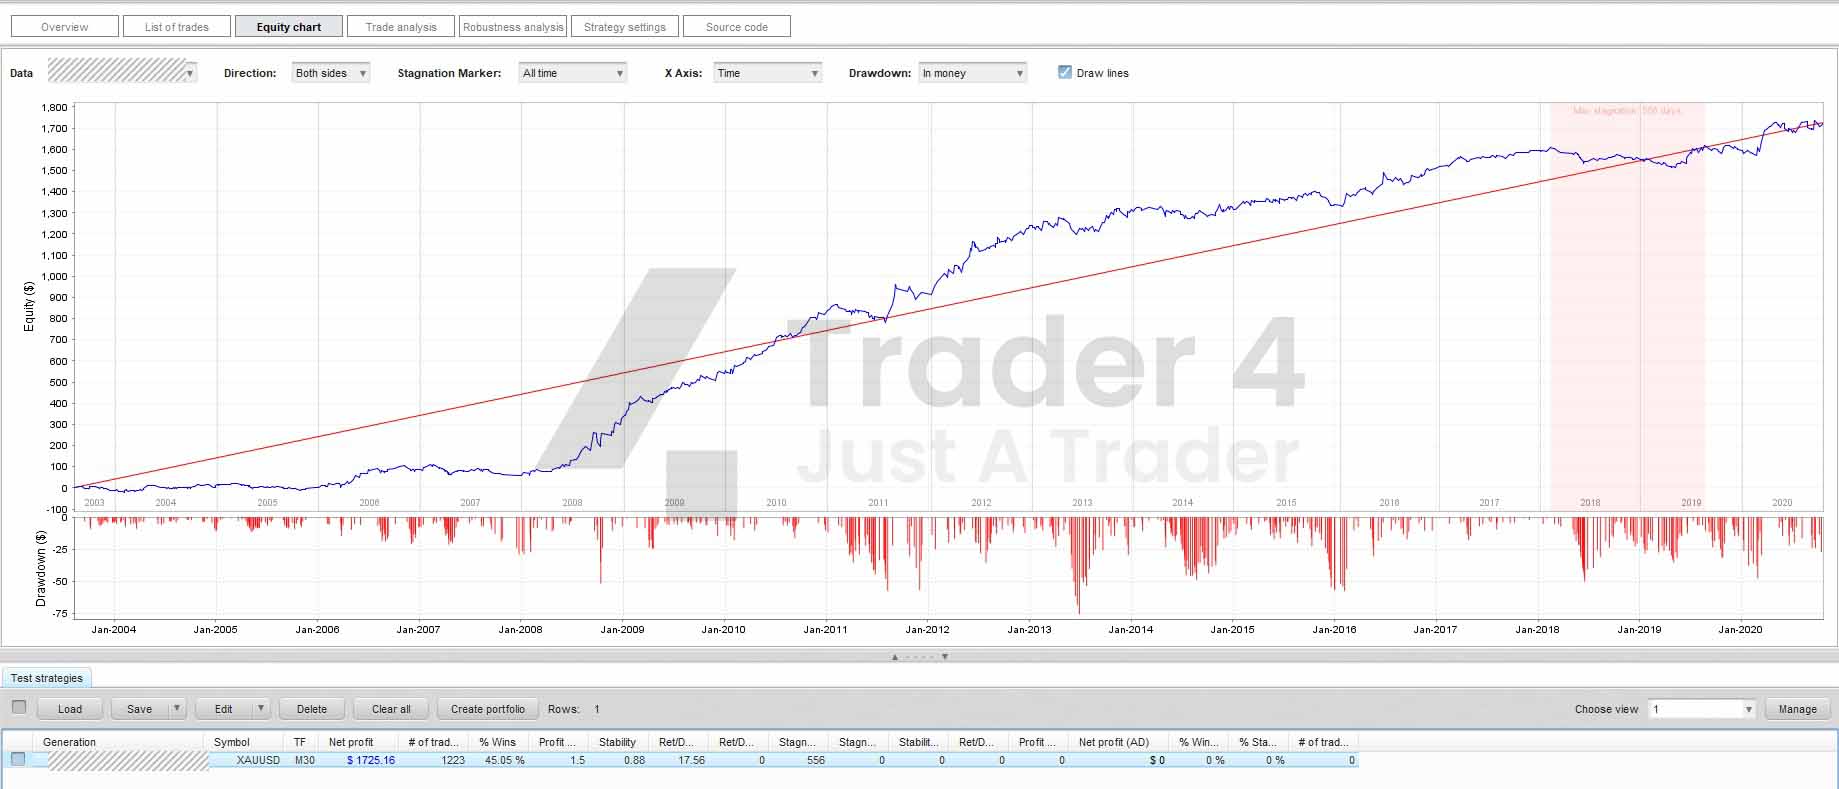 Overview List of trades Equity chart Trade analysis Robustness analysis Strategy settings Source code
Data Direction: Both sides Stagnation Marker: All time X Axis: Time Drawdown: In money Draw lines
Max stagnation: 556 days
1,800
1,700
1,600
1,500
1,400
1,300
1,200
1,100
1,000
900
800
700
600
500
400
300
200
100
0
-100
Equity ($)
Trader 4
Just A Trader
2003 2004 2005 2006 2007 2008 2009 2010 2011 2012 2013 2014 2015 2016 2017 2018 2019 2020
0
-25
-50
-75
Drawdown ($)
Jan-2004 Jan-2005 Jan-2006 Jan-2007 Jan-2008 Jan-2009 Jan-2010 Jan-2011 Jan-2012 Jan-2013 Jan-2014 Jan-2015 Jan-2016 Jan-2017 Jan-2018 Jan-2019 Jan-2020
Test strategies
Load Save Edit Delete Clear all Create portfolio Rows: 1 Choose view 1 Manage
Generation Symbol TF Net profit # of trad... % Wins Profit ... Stability Ret/D... Ret/D... Stagn... Stagn... Stabilit... Ret/D... Profit ... Net profit (AD) % Win... % Sta... # of trad...
XAUUSD M30 $ 1725.16 1223 45.05 % 1.5 0.88 17.56 0 556 0 0 0 0 $ 0 0 % 0 % 0